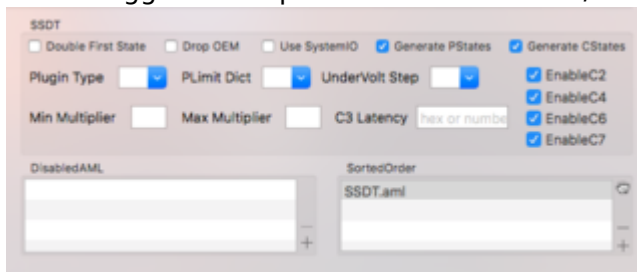 SSDT
Double First State Drop OEM Use SystemIO Generate PStates Generate CStates
Plugin Type PLimit Dict UnderVolt Step EnableC2
EnableC4
Min Multiplier Max Multiplier C3 Latency hex or numbe EnableC6
EnableC7
DisabledAML SortedOrder
SSDT.aml